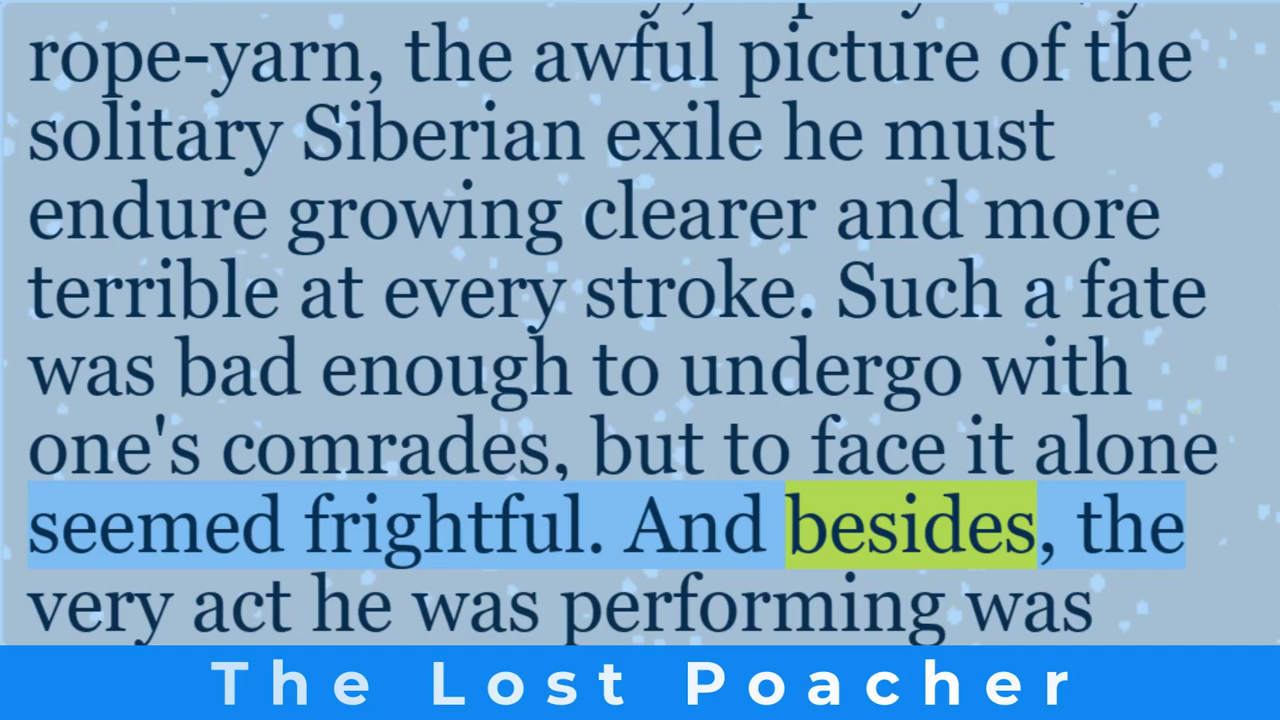 rope-yarn, the awful picture of the
solitary Siberian exile he must
endure growing clearer and more
terrible at every stroke. Such a fate
was bad enough to undergo with
one's comrades, but to face it alone
seemed frightful. And besides, the
very act he was performing was
The Lost Poacher